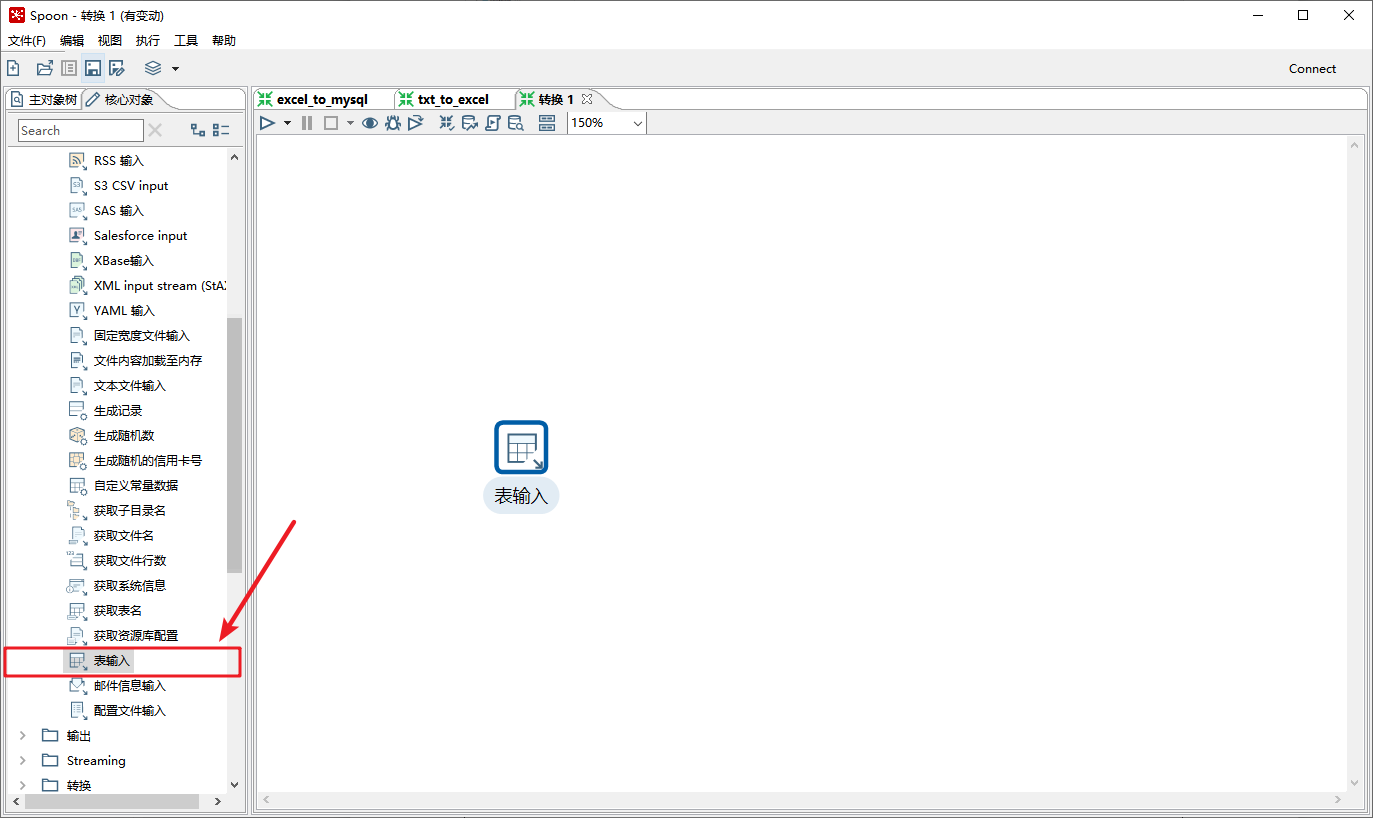 Spoon - 转换 1 (有变动)
文件(F) 编辑 视图 执行 工具 帮助
Connect
主对象树 核心对象
excel_to_mysql txt_to_excel 转换 1
Search
150%
RSS 输入
S3 CSV input
SAS 输入
Salesforce input
XBase输入
XML input stream (StAX
YAML 输入
固定宽度文件输入
文件内容加载至内存
文本文件输入
生成记录
生成随机数
生成随机的信用卡号
自定义常量数据
获取子目录名
获取文件名
获取文件行数
获取系统信息
获取表名
获取资源库配置
表输入
邮件信息输入
配置文件输入
输出
Streaming
转换
表输入